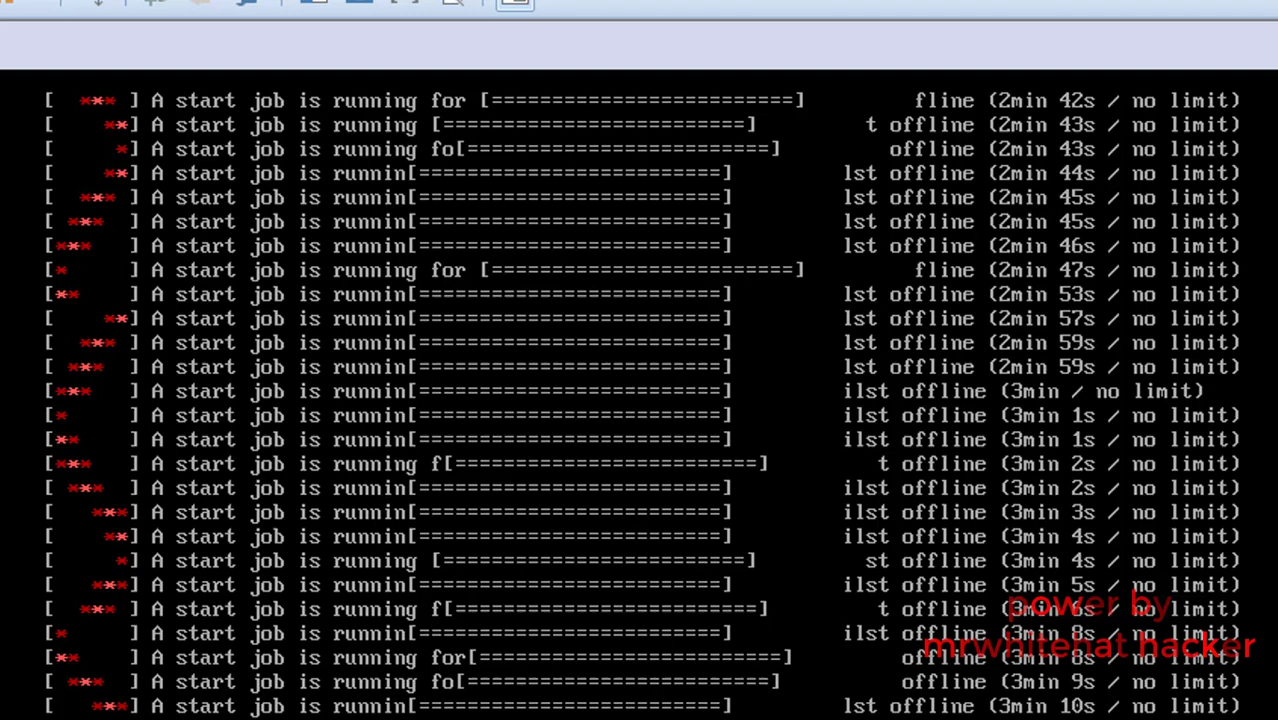 [ *** ] A start job is running for [=========================] fline (2min 42s / no limit)
[ **] A start job is running [=========================] t offline (2min 43s / no limit)
[ *] A start job is running fo[=========================] offline (2min 43s / no limit)
[ **] A start job is runnin[=========================] lst offline (2min 44s / no limit)
[ *** ] A start job is runnin[=========================] lst offline (2min 45s / no limit)
[ *** ] A start job is runnin[=========================] lst offline (2min 45s / no limit)
[*** ] A start job is runnin[=========================] lst offline (2min 46s / no limit)
[* ] A start job is running for [=========================] fline (2min 47s / no limit)
[** ] A start job is runnin[=========================] lst offline (2min 53s / no limit)
[ **] A start job is runnin[=========================] lst offline (2min 57s / no limit)
[ *** ] A start job is runnin[=========================] lst offline (2min 59s / no limit)
[ *** ] A start job is runnin[=========================] lst offline (2min 59s / no limit)
[*** ] A start job is runnin[=========================] ilst offline (3min / no limit)
[* ] A start job is runnin[=========================] ilst offline (3min 1s / no limit)
[** ] A start job is runnin[=========================] ilst offline (3min 1s / no limit)
[*** ] A start job is running f[=========================] t offline (3min 2s / no limit)
[ *** ] A start job is runnin[=========================] ilst offline (3min 2s / no limit)
[ ***] A start job is runnin[=========================] ilst offline (3min 3s / no limit)
[ **] A start job is runnin[=========================] ilst offline (3min 4s / no limit)
[ *] A start job is running [=========================] st offline (3min 4s / no limit)
[ ***] A start job is runnin[=========================] ilst offline (3min 5s / no limit)
[ *** ] A start job is running f[=========================] t offline (3min 6s / no limit)
[* ] A start job is runnin[=========================] ilst offline (3min 8s / no limit)
[** ] A start job is running for[=========================] offline (3min 8s / no limit)
[ *** ] A start job is running fo[=========================] offline (3min 9s / no limit)
[ ***] A start job is runnin[=========================] lst offline (3min 10s / no limit)
power by
mrwhitehat hacker